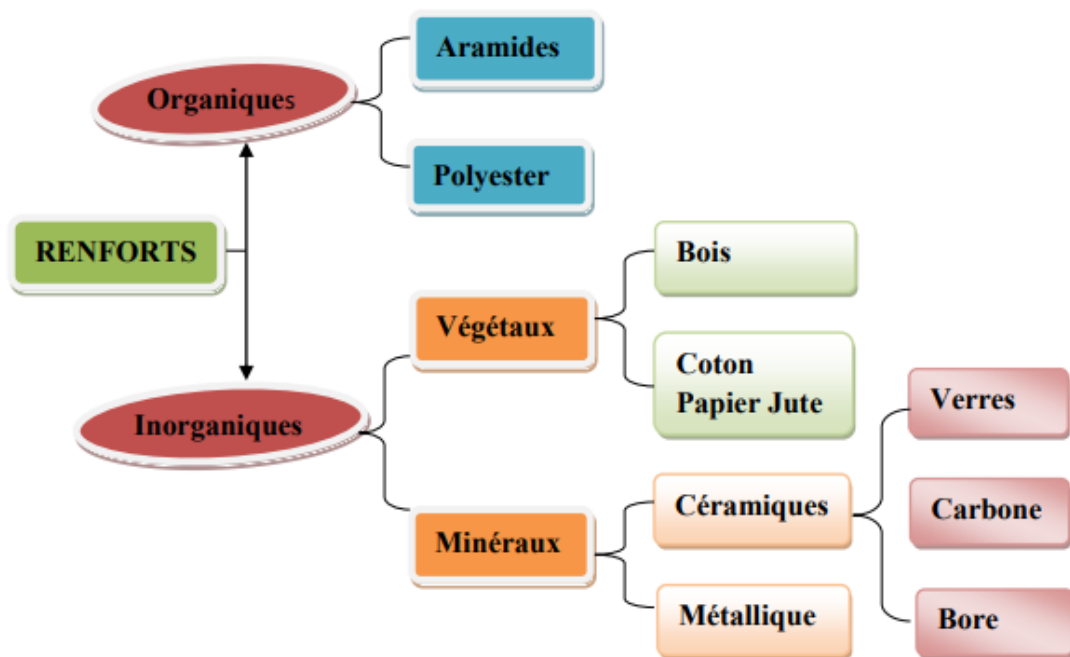 Aramides
Organiques
Polyester
RENFORTS
Bois
Végétaux
Coton
Papier Jute
Verres
Inorganiques
Céramiques
Carbone
Minéraux
Métallique
Bore